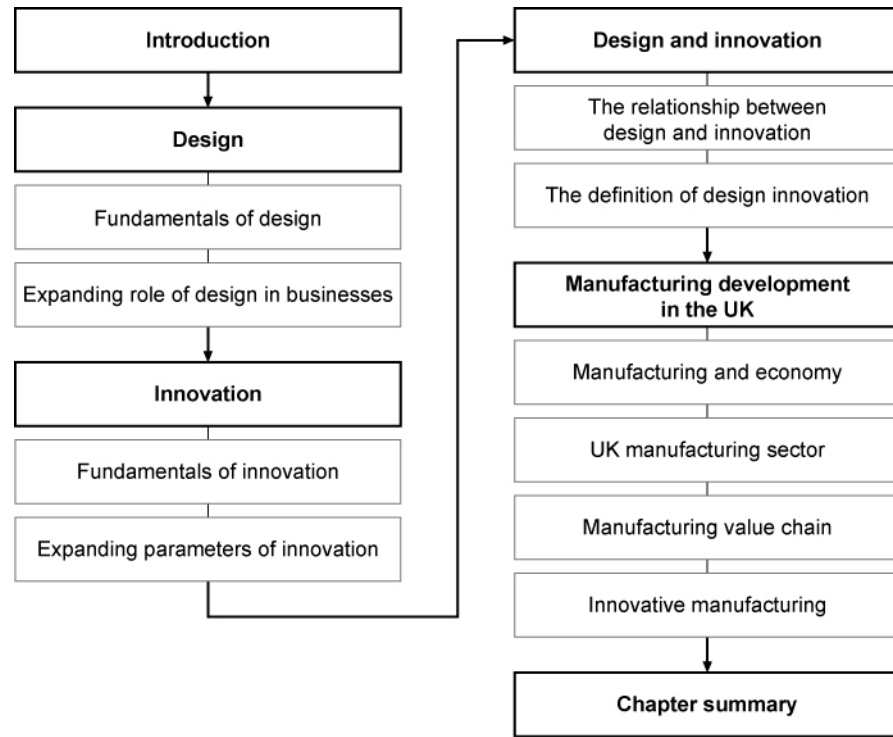 Introduction
Design
Fundamentals of design
Expanding role of design in businesses
Innovation
Fundamentals of innovation
Expanding parameters of innovation
Design and innovation
The relationship between
design and innovation
The definition of design innovation
Manufacturing development
in the UK
Manufacturing and economy
UK manufacturing sector
Manufacturing value chain
Innovative manufacturing
Chapter summary